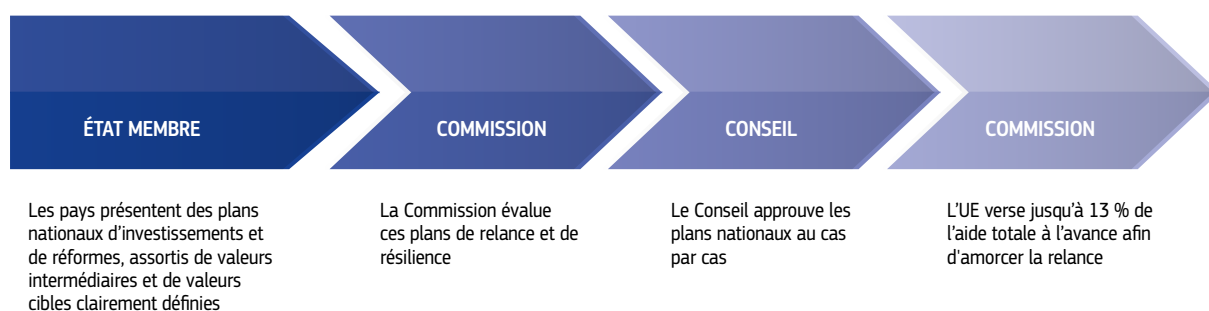 ÉTAT MEMBRE
Les pays présentent des plans
nationaux d'investissements et
de réformes, assortis de valeurs
intermédiaires et de valeurs
cibles clairement définies
COMMISSION
La Commission évalue
ces plans de relance et de
résilience
CONSEIL
Le Conseil approuve les
plans nationaux au cas
par cas
COMMISSION
L'UE verse jusqu'à 13 % de
l'aide totale à l'avance afin
d'amorcer la relance